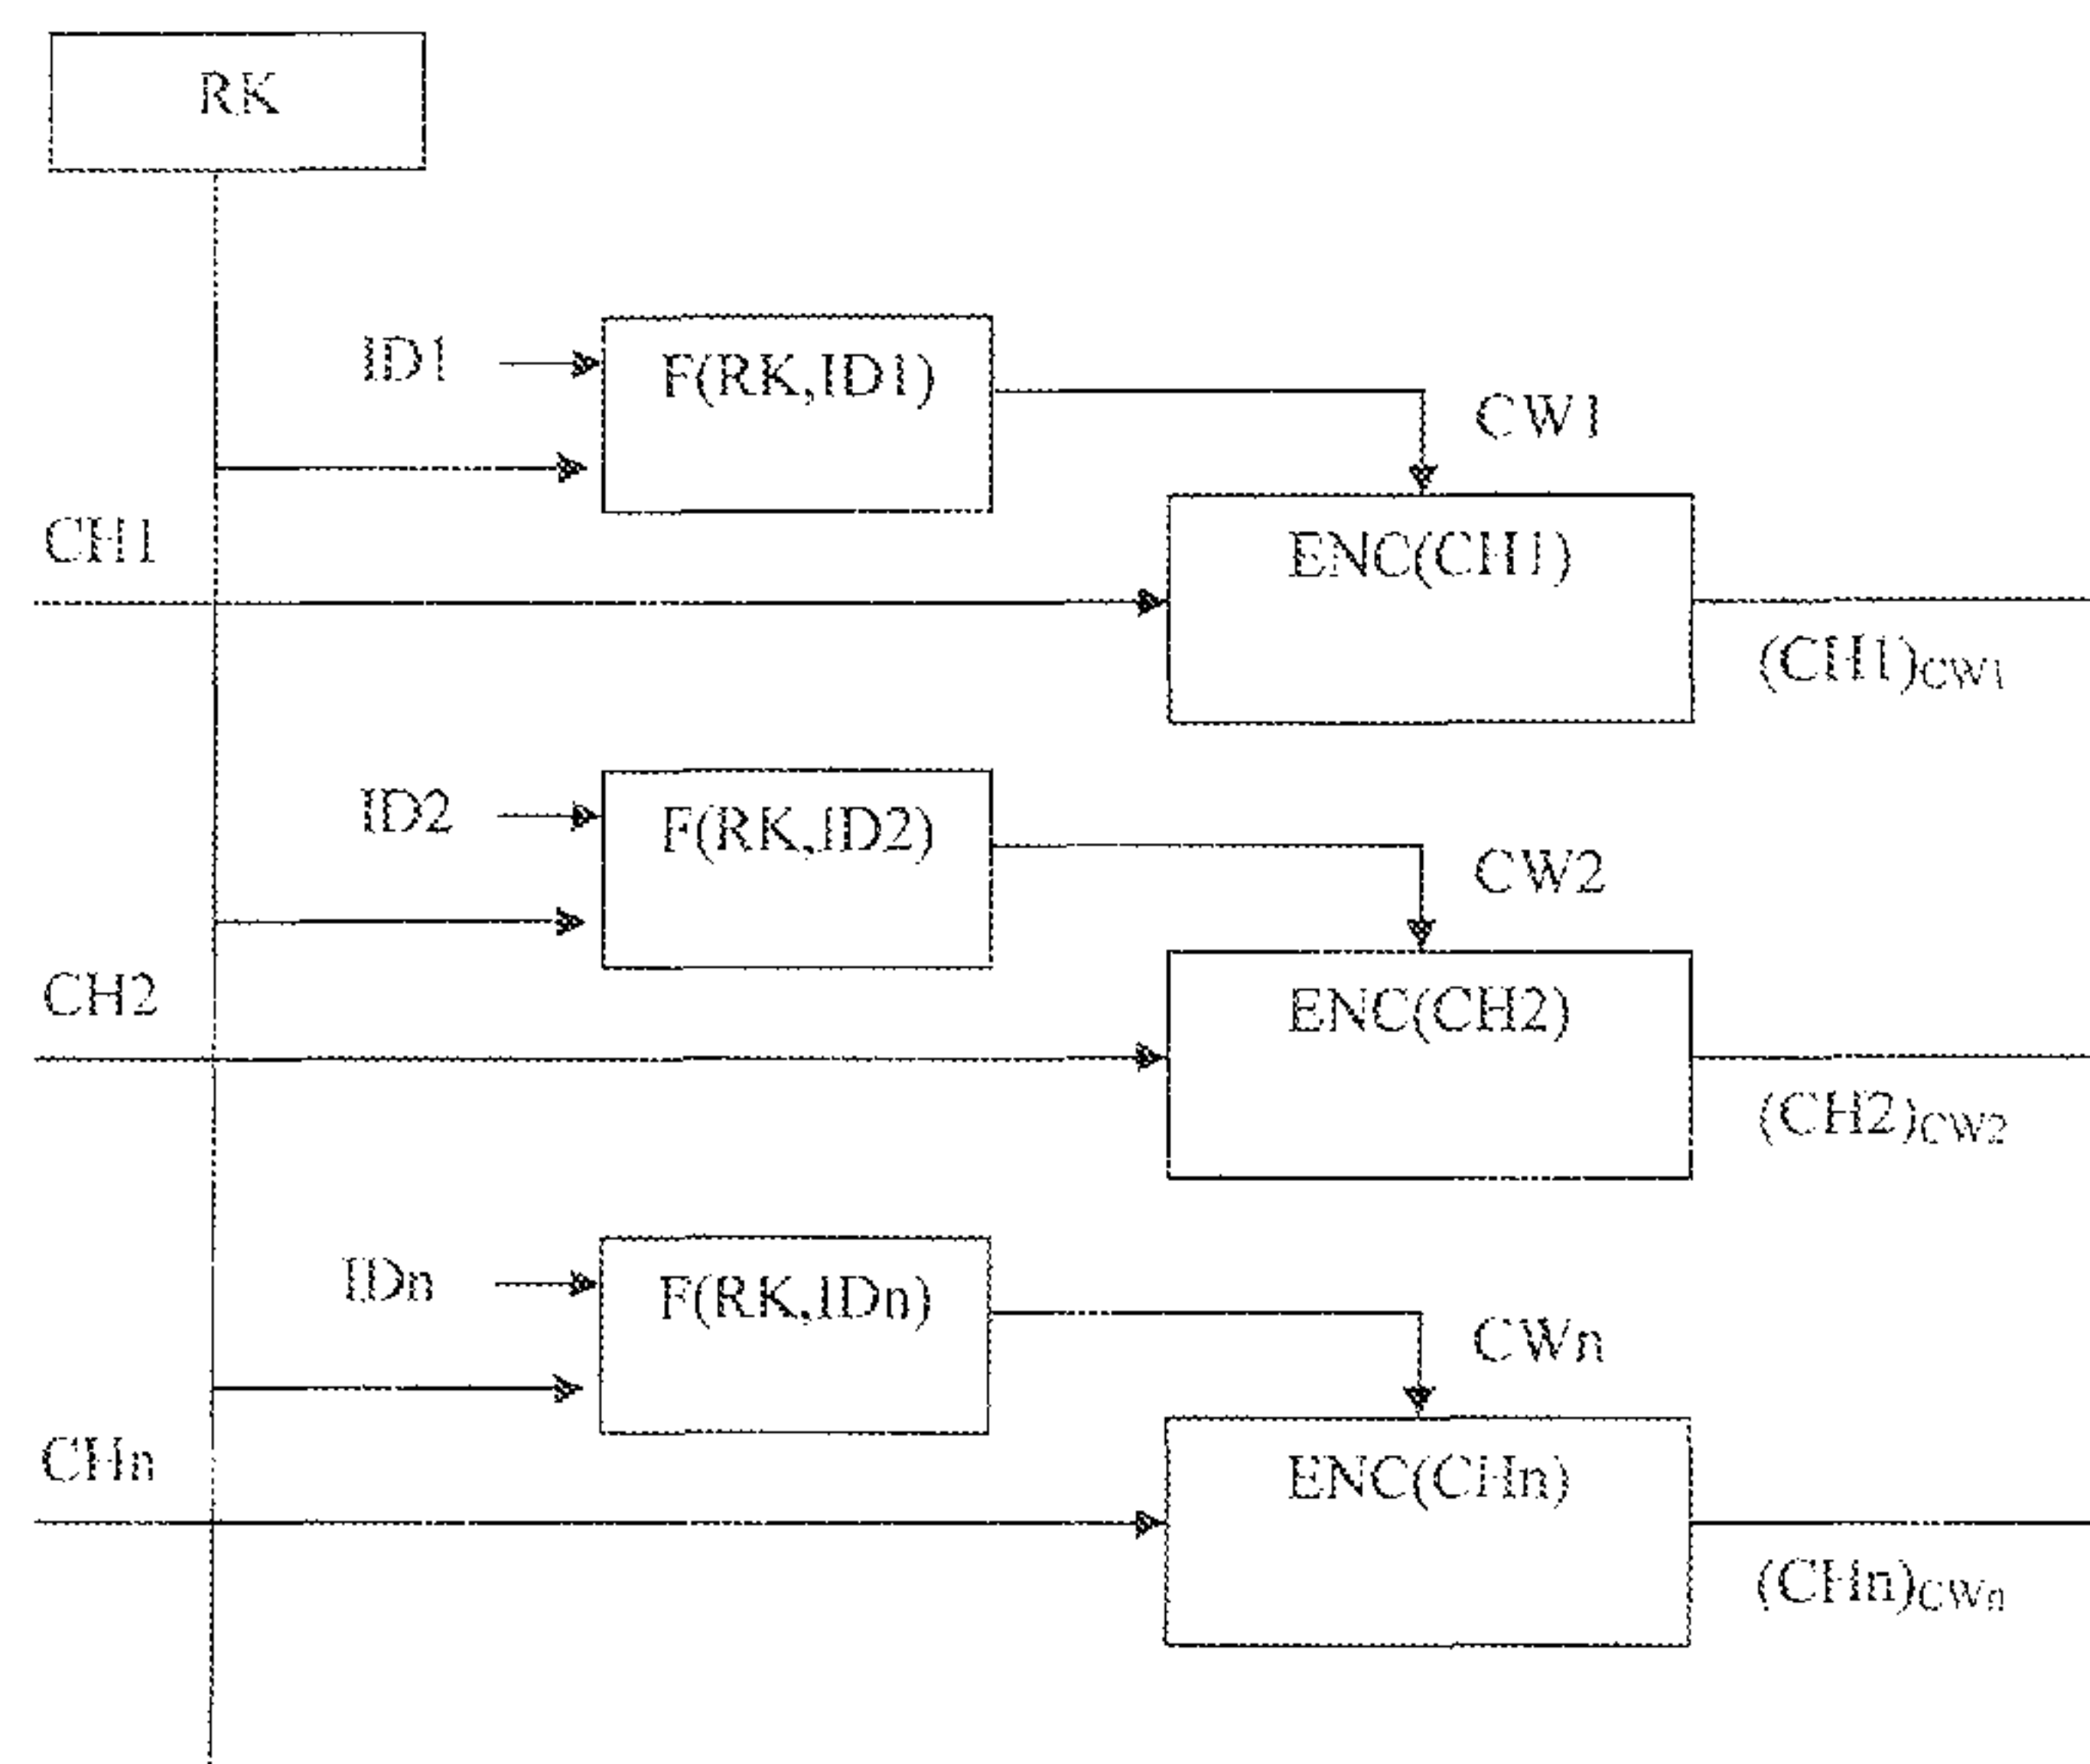 RK
ID1
F(RK,ID1)
CW1
CH1
ENC(CH1)
(CH1)CW1
ID2
F(RK,ID2)
CW2
CH2
ENC(CH2)
(CH2)CW2
IDn
F(RK,IDn)
CWn
CHn
ENC(CHn)
(CHn)CWn